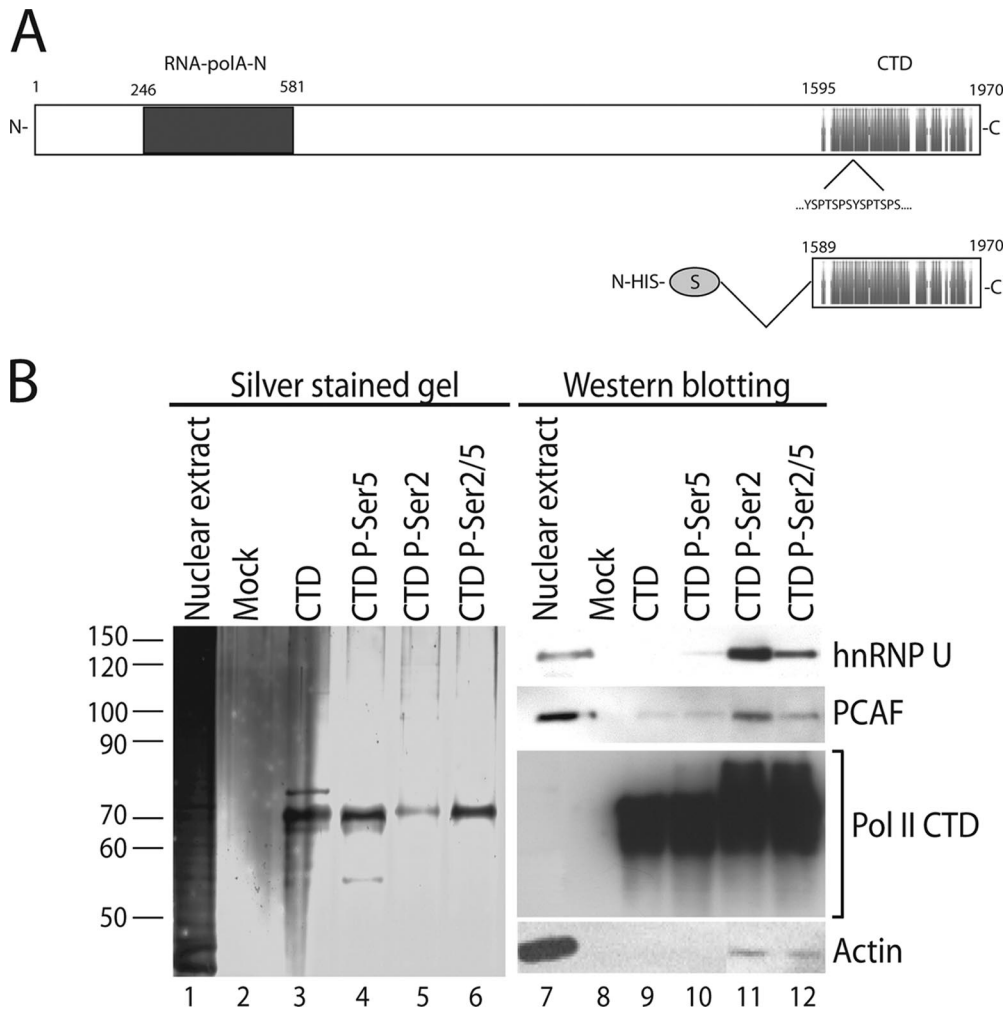 A
RNA-polA-N CTD
1 246 581 1595 1970
N- -C
...YSPTSPSYSPTSPS....
1589 1970
N-HIS- S -C
B
Silver stained gel Western blotting
Nuclear extract
Mock
CTD
CTD P-Ser5
CTD P-Ser2
CTD P-Ser2/5
Nuclear extract
Mock
CTD
CTD P-Ser5
CTD P-Ser2
CTD P-Ser2/5
150
120
100
90
70
60
50
hnRNP U
PCAF
Pol II CTD
Actin
1 2 3 4 5 6 7 8 9 10 11 12